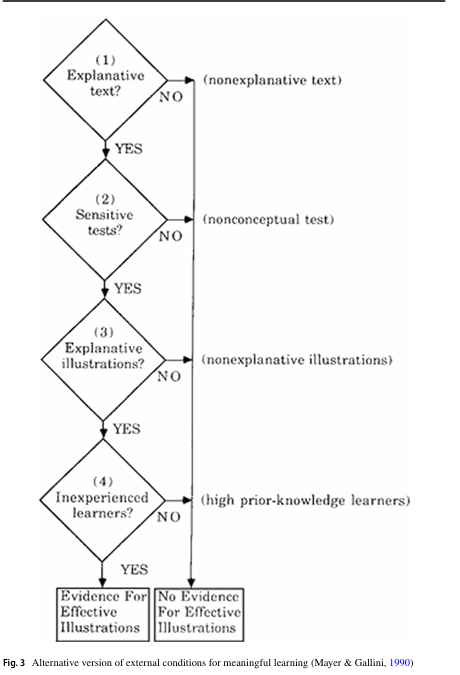 (1)
Explanative
text?
NO
(nonexplanative text)
YES
(2)
Sensitive
tests?
NO
(nonconceptual test)
YES
(3)
Explanative
illustrations?
NO
(nonexplanative illustrations)
YES
(4)
Inexperienced
learners?
NO
(high prior-knowledge learners)
YES
Evidence For
Effective
Illustrations
No Evidence
For Effective
Illustrations
Fig. 3 Alternative version of external conditions for meaningful learning (Mayer & Gallini, 1990)